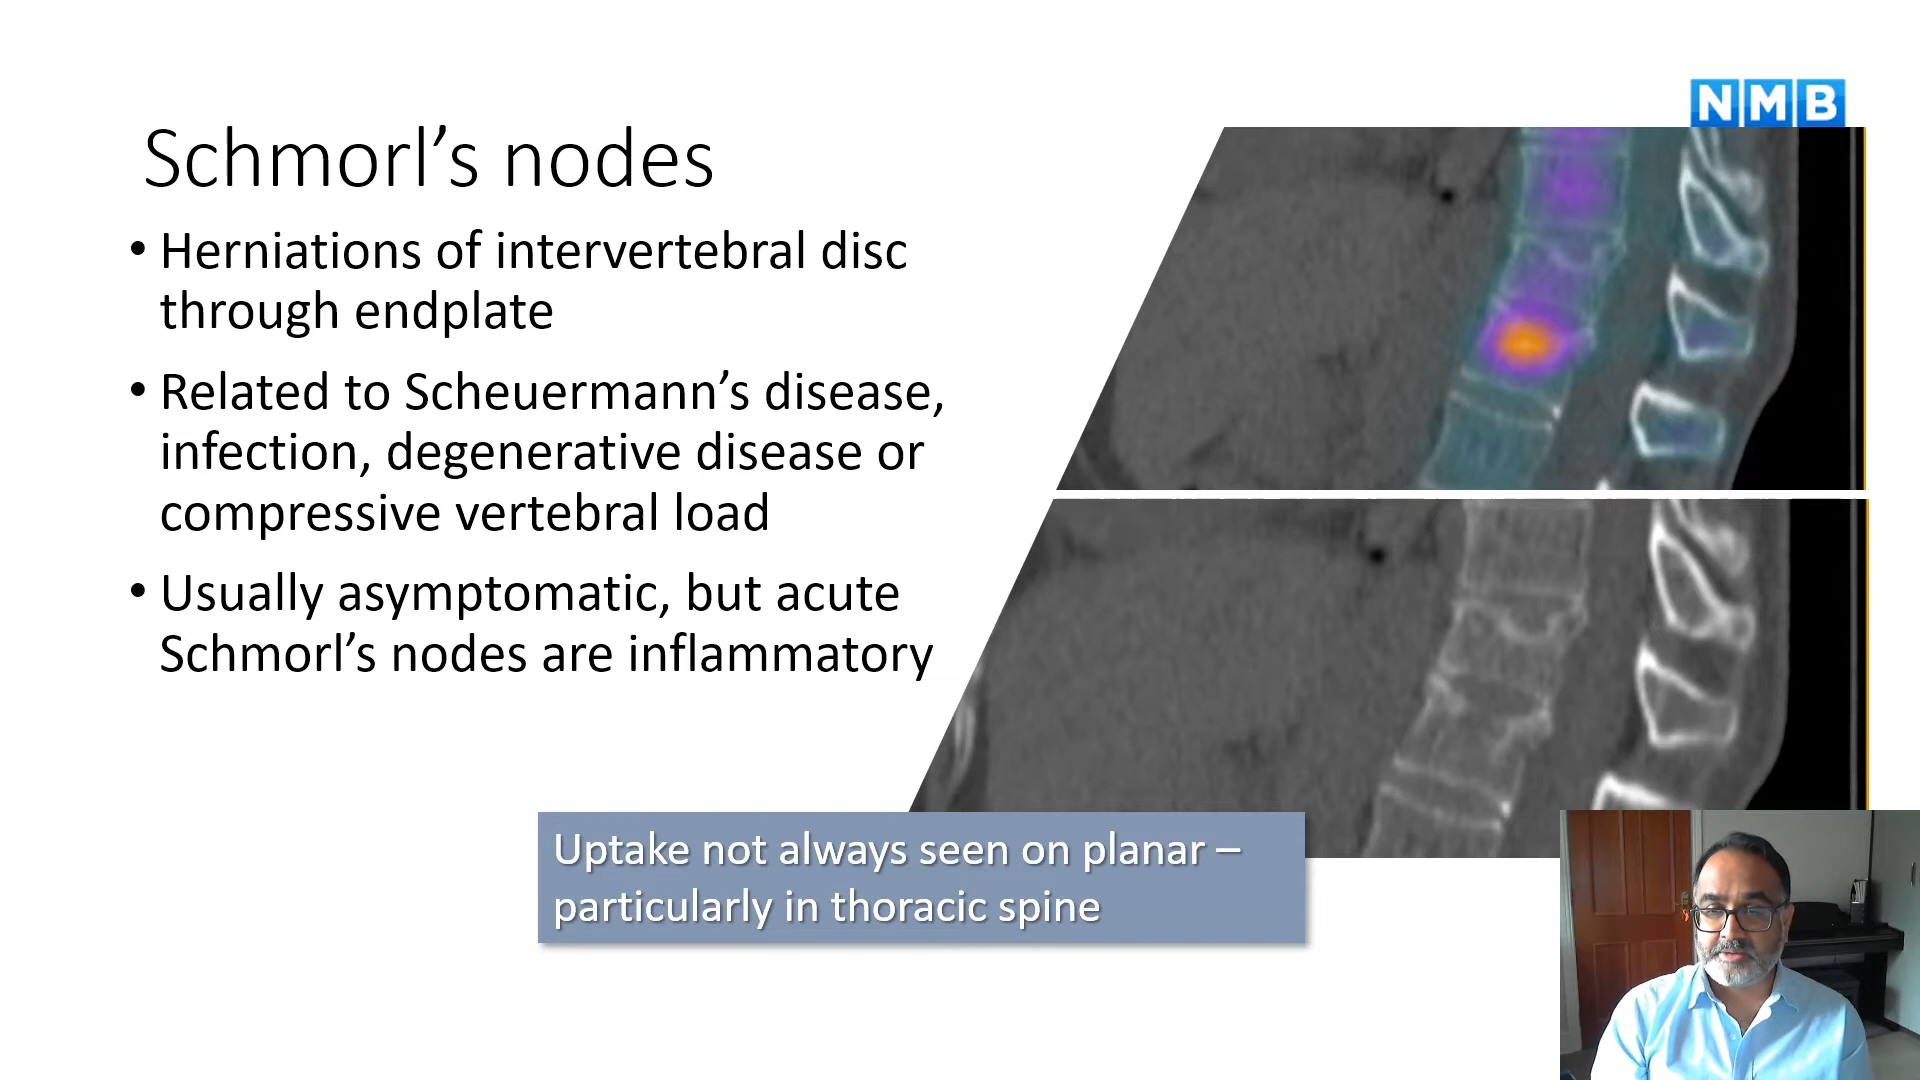 NMB
Schmorl’s nodes
• Herniations of intervertebral disc
through endplate
• Related to Scheuermann’s disease,
infection, degenerative disease or
compressive vertebral load
• Usually asymptomatic, but acute
Schmorl’s nodes are inflammatory
Uptake not always seen on planar –
particularly in thoracic spine